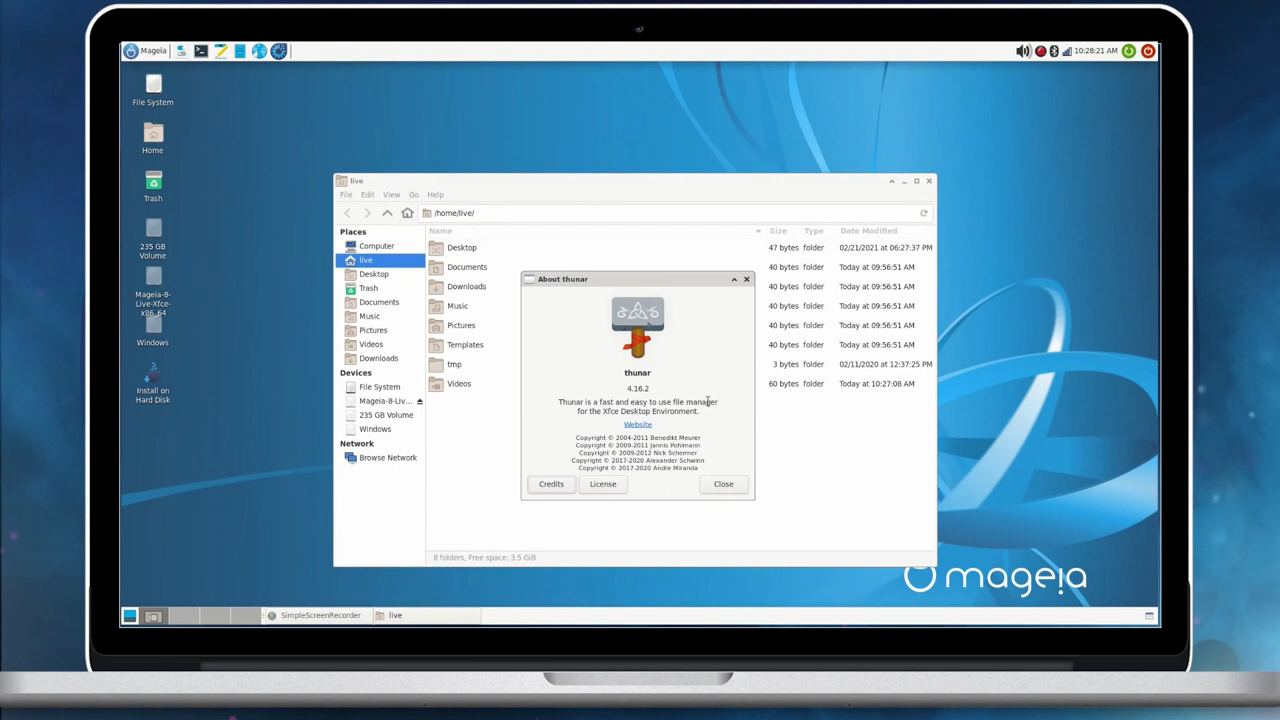 Mageia
10:28:21 AM
File System
Home
Trash
235 GB
Volume
Mageia-8-
Live-Xfce-
x86_64
Windows
Install on
Hard Disk
live
File Edit View Go Help
/home/live/
Places
Computer
live
Desktop
Trash
Documents
Music
Pictures
Videos
Downloads
Devices
File System
Mageia-8-Liv...
235 GB Volume
Windows
Network
Browse Network
Name Size Type Date Modified
Desktop 47 bytes folder 02/21/2021 at 06:27:37 PM
Documents 40 bytes folder Today at 09:56:51 AM
Downloads 40 bytes folder Today at 09:56:51 AM
Music 40 bytes folder Today at 09:56:51 AM
Pictures 40 bytes folder Today at 09:56:51 AM
Templates 40 bytes folder Today at 09:56:51 AM
tmp 3 bytes folder 02/11/2020 at 12:37:25 PM
Videos 60 bytes folder Today at 10:27:08 AM
About thunar
thunar
4.16.2
Thunar is a fast and easy to use file manager
for the Xfce Desktop Environment.
Website
Copyright © 2004-2011 Benedikt Meurer
Copyright © 2009-2011 Jannis Pohlmann
Copyright © 2009-2012 Nick Schermer
Copyright © 2017-2020 Alexander Schwinn
Copyright © 2017-2020 Andre Miranda
Credits License Close
8 folders, Free space: 3.5 GiB
mageia
SimpleScreenRecorder live